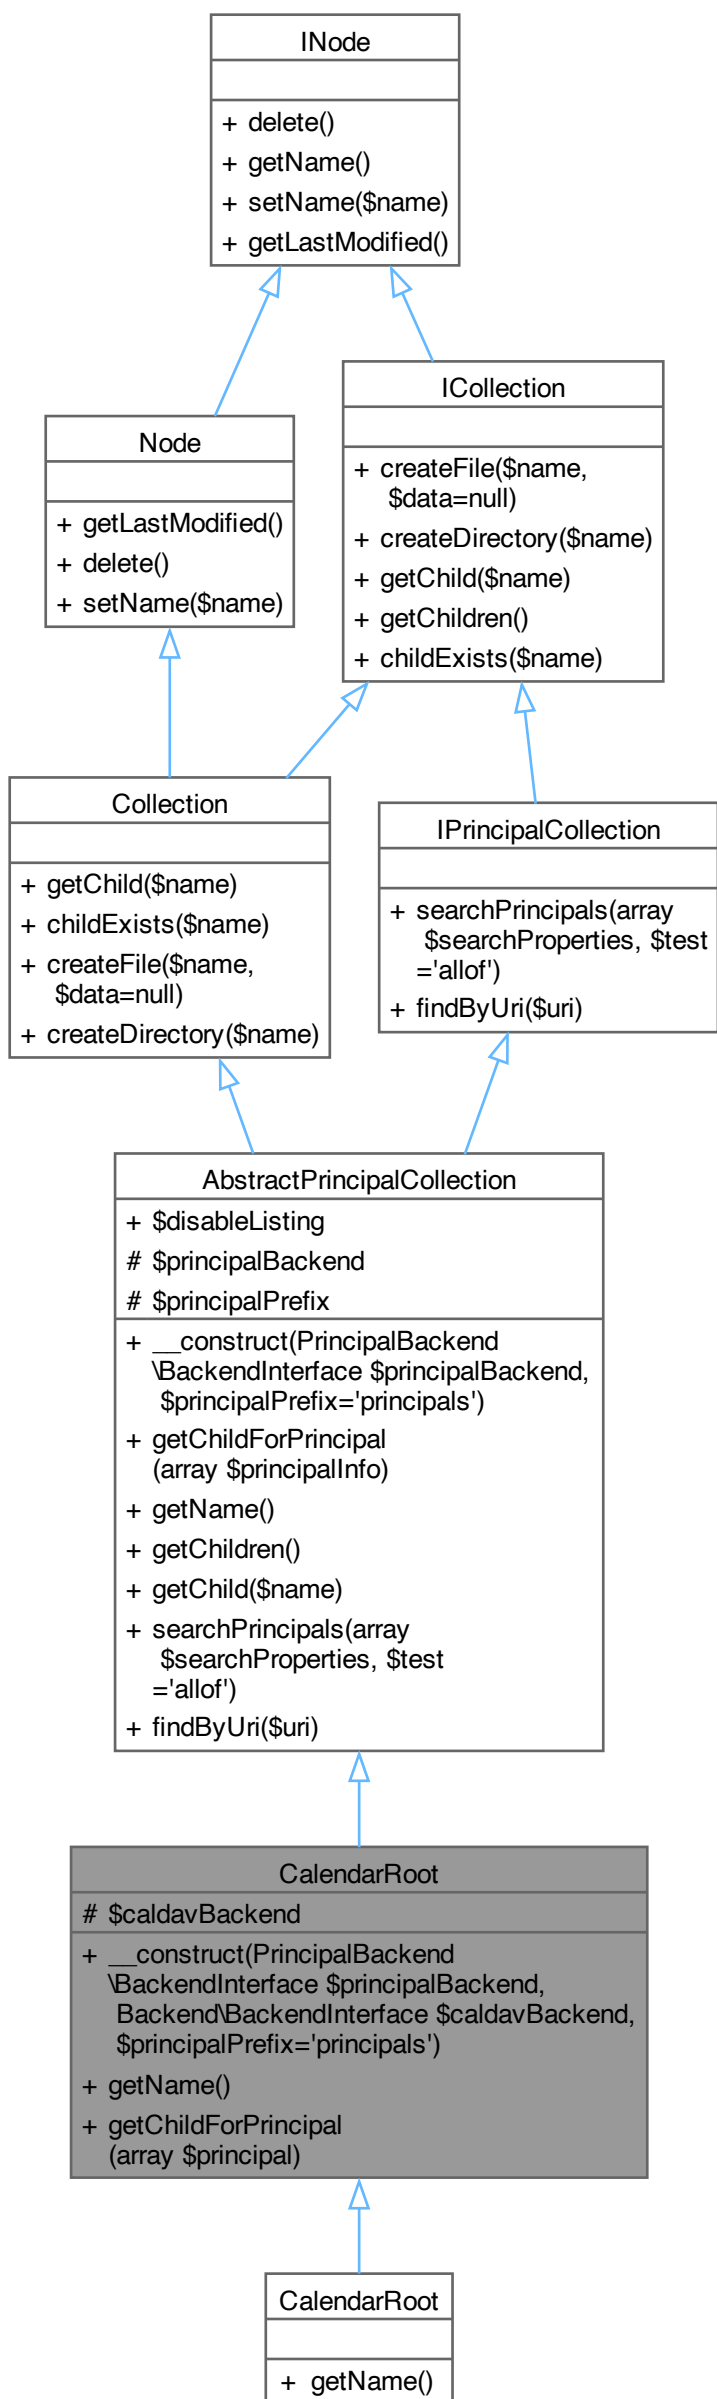 INode
+ delete()
+ getName()
+ setName($name)
+ getLastModified()
ICollection
+ createFile($name,
$data=null)
+ createDirectory($name)
+ getChild($name)
+ getChildren()
+ childExists($name)
Node
+ getLastModified()
+ delete()
+ setName($name)
Collection
+ getChild($name)
+ childExists($name)
+ createFile($name,
$data=null)
+ createDirectory($name)
IPrincipalCollection
+ searchPrincipals(array
$searchProperties, $test
='allof')
+ findByUri($uri)
AbstractPrincipalCollection
+ $disableListing
# $principalBackend
# $principalPrefix
+ __construct(PrincipalBackend
\BackendInterface $principalBackend,
$principalPrefix='principals')
+ getChildForPrincipal
(array $principalInfo)
+ getName()
+ getChildren()
+ getChild($name)
+ searchPrincipals(array
$searchProperties, $test
='allof')
+ findByUri($uri)
CalendarRoot
# $caldavBackend
+ __construct(PrincipalBackend
\BackendInterface $principalBackend,
Backend\BackendInterface $caldavBackend,
$principalPrefix='principals')
+ getName()
+ getChildForPrincipal
(array $principal)
CalendarRoot
+ getName()